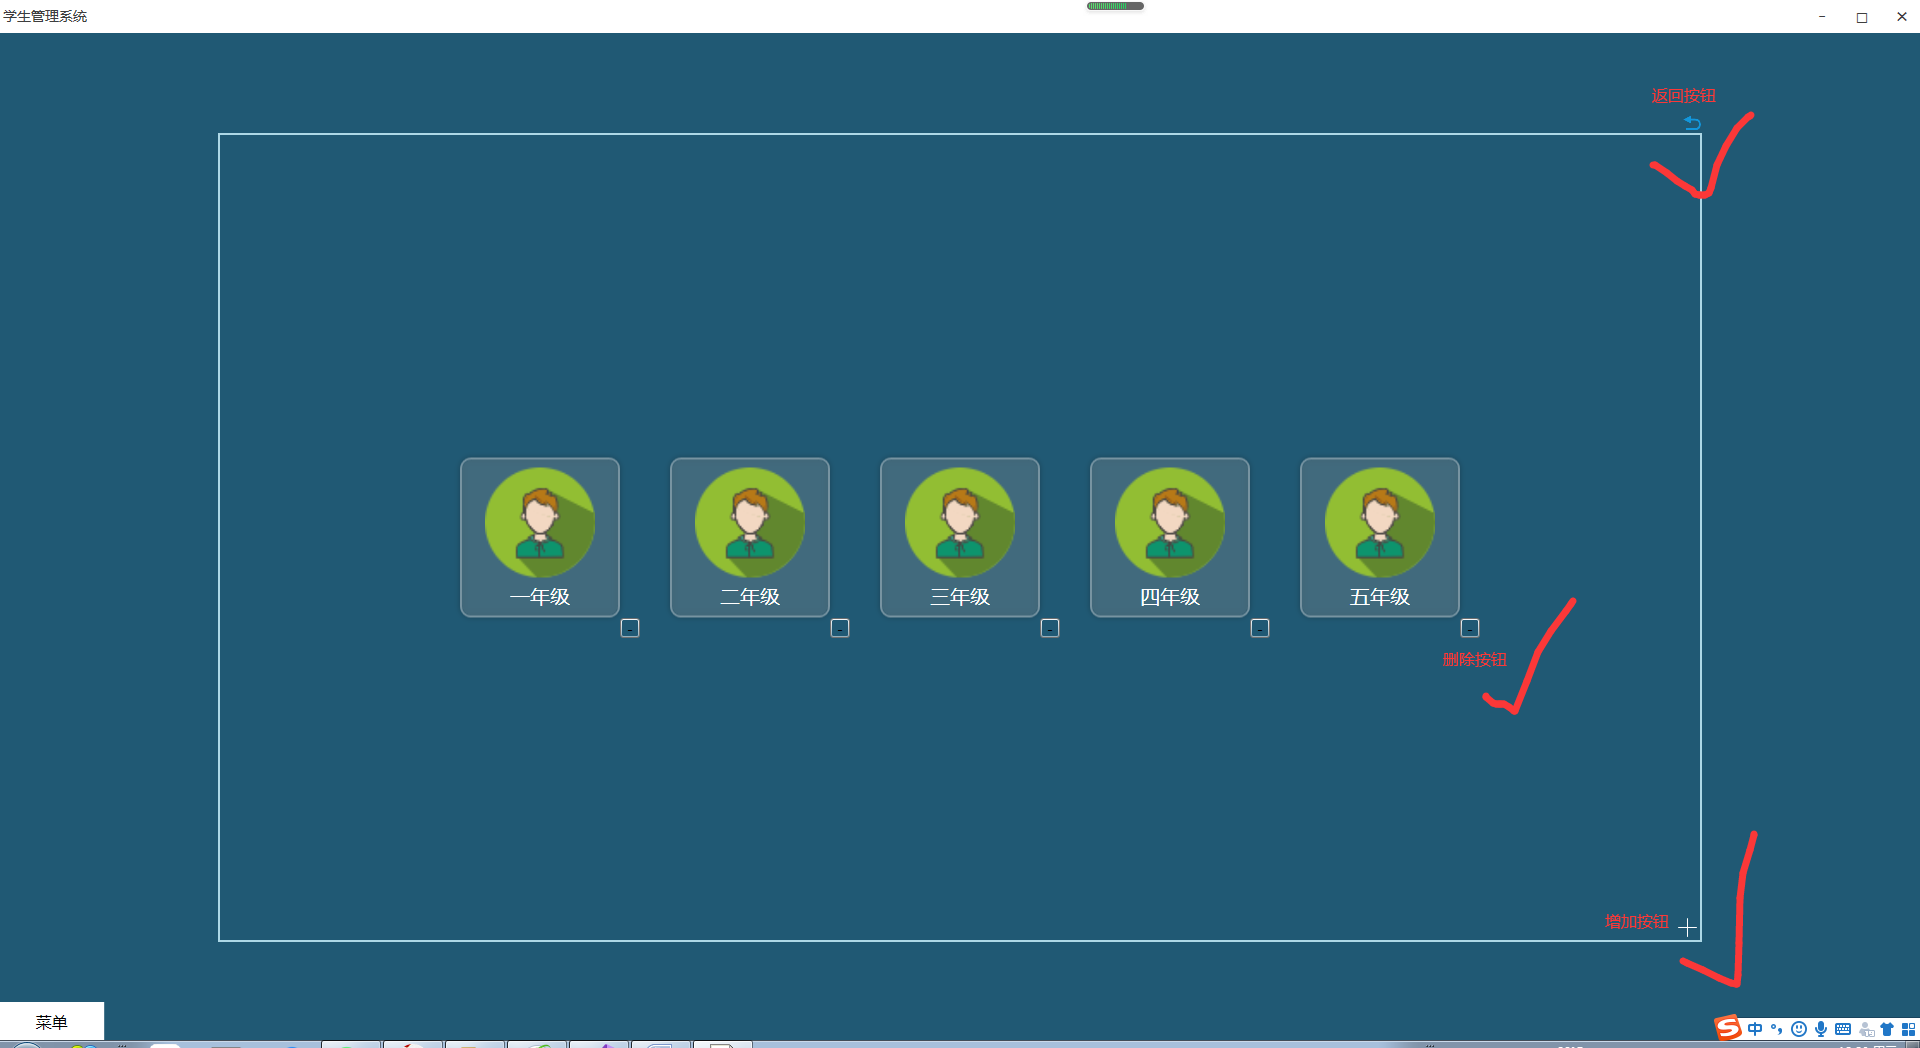 学生管理系统
返回按钮
一年级
二年级
三年级
四年级
五年级
删除按钮
增加按钮
菜单
中